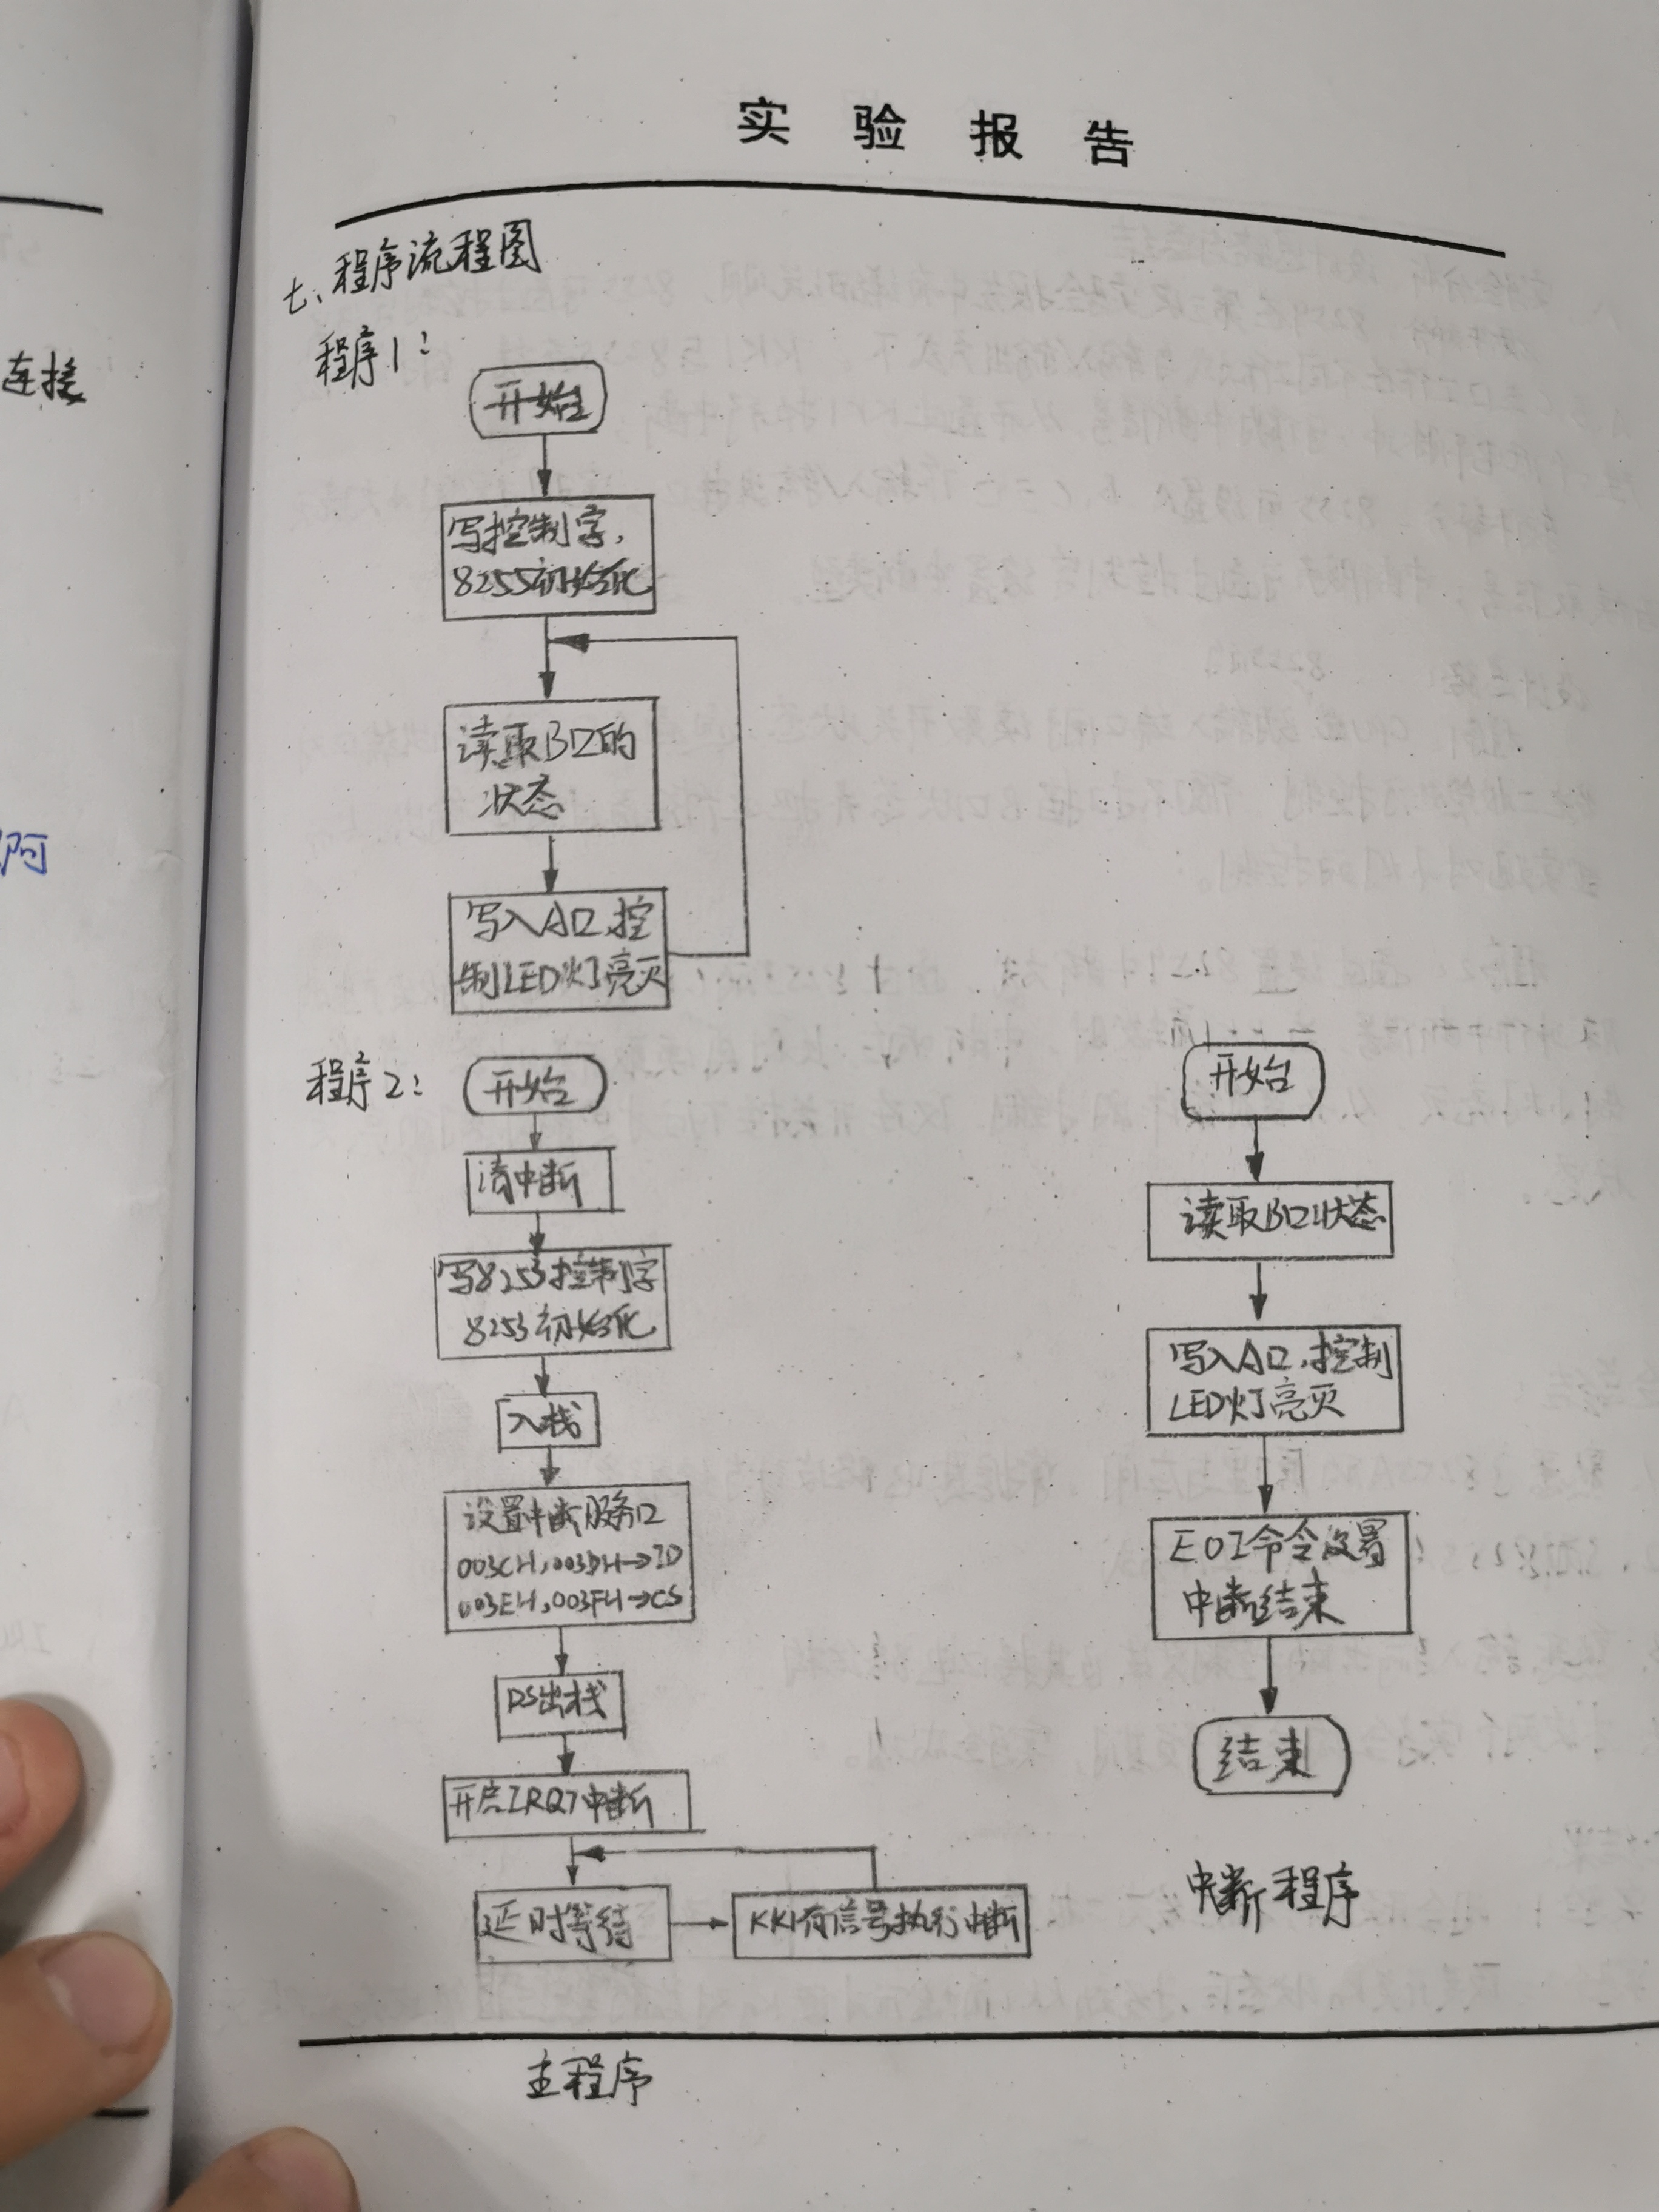 实验报告
七、程序流程图
程序1:
开始
写控制字,
8255初始化
读取B口的
状态
写入A口,控
制LED灯亮灭
程序2:
开始
清中断
写8253控制字
8253初始化
入栈
设置中断服务口
003CH,003DH→ID
003EH,003FH→CS
DS出栈
开启IRQ7中断
延时等待
KK1有信号执行中断
主程序
开始
读取B口状态
写入A口,控制
LED灯亮灭
EOI命令设置
中断结束
结束
中断程序
连接
阿